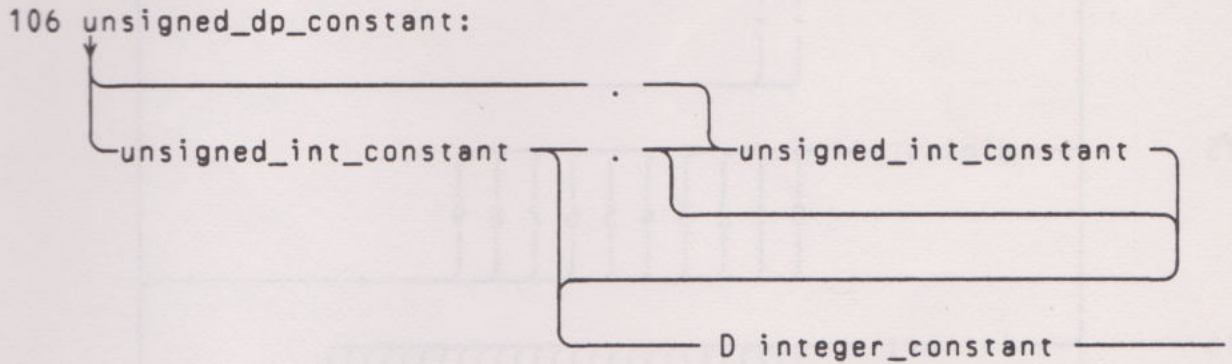 106 unsigned_dp_constant:
.
unsigned_int_constant . unsigned_int_constant
D integer_constant